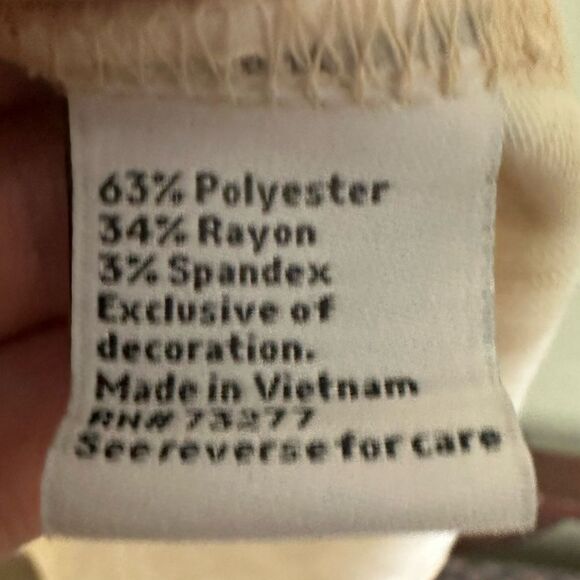 63% Polyester
34% Rayon
3% Spandex
Exclusive of
decoration.
Made in Vietnam
RN# 73277
See reverse for care